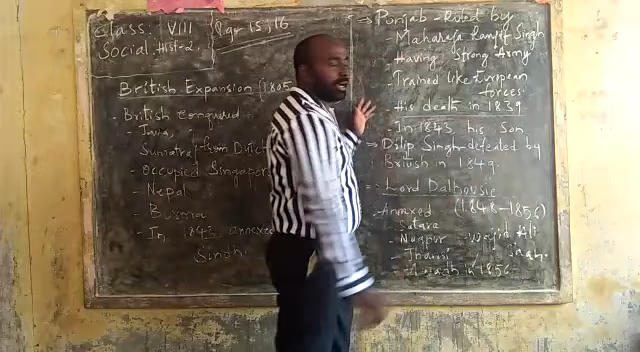 Class: VIII
Social. Hist-2.
Pg. 15, 16
British Expansion (1805
- British conquered
- Java,
Sumatra from Dutch
- Occupied Singapor
- Nepal
- Burma
- In 1843 annexed
Sindh.
=> Punjab - Ruled by
- Maharaja Ranjit Singh
- Having Strong Army
- Trained like European
forces.
- His death in 1839
- In 1843 his son
=> Dilip Singh - defeated by
British in 1849.
=> Lord Dalhousie
- Annexed (1848-1856)
- Satara
- Nagpur - Wajid Ali
- Jhansi Shah.
- Awadh in 1856